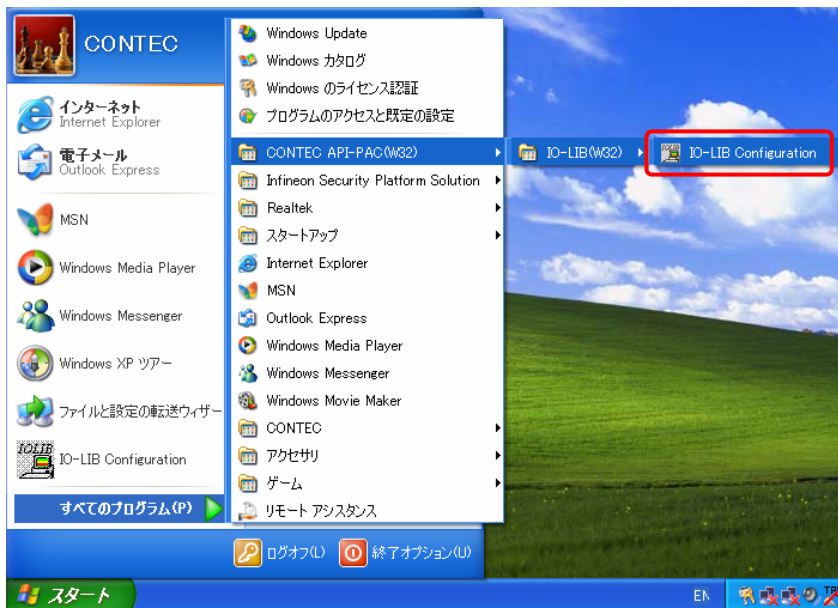 CONTEC
インターネット
Internet Explorer
電子メール
Outlook Express
MSN
Windows Media Player
Windows Messenger
Windows XP ツアー
ファイルと設定の転送ウィザー
IOLIB
IO-LIB Configuration
すべてのプログラム(P)
Windows Update
Windows カタログ
Windows のライセンス認証
プログラムのアクセスと既定の設定
CONTEC API-PAC(W32)
Infineon Security Platform Solution
Realtek
スタートアップ
Internet Explorer
MSN
Outlook Express
Windows Media Player
Windows Messenger
Windows Movie Maker
CONTEC
アクセサリ
ゲーム
リモート アシスタンス
IO-LIB(W32)
IO-LIB Configuration
ログオフ(L)
終了オプション(U)
スタート
EN